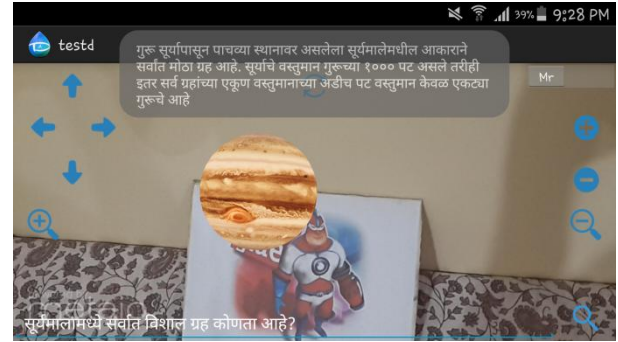 39% 9:28 PM
testd
गुरू सूर्यापासून पाचव्या स्थानावर असलेला सूर्यमालेमधील आकाराने
सर्वात मोठा ग्रह आहे. सूर्याचे वस्तुमान गुरूच्या १००० पट असले तरीही
इतर सर्व ग्रहांच्या एकूण वस्तुमानाच्या अडीच पट वस्तुमान केवळ एकट्या
गुरूचे आहे
Mr
सूर्यमालामध्ये सर्वात विशाल ग्रह कोणता आहे?